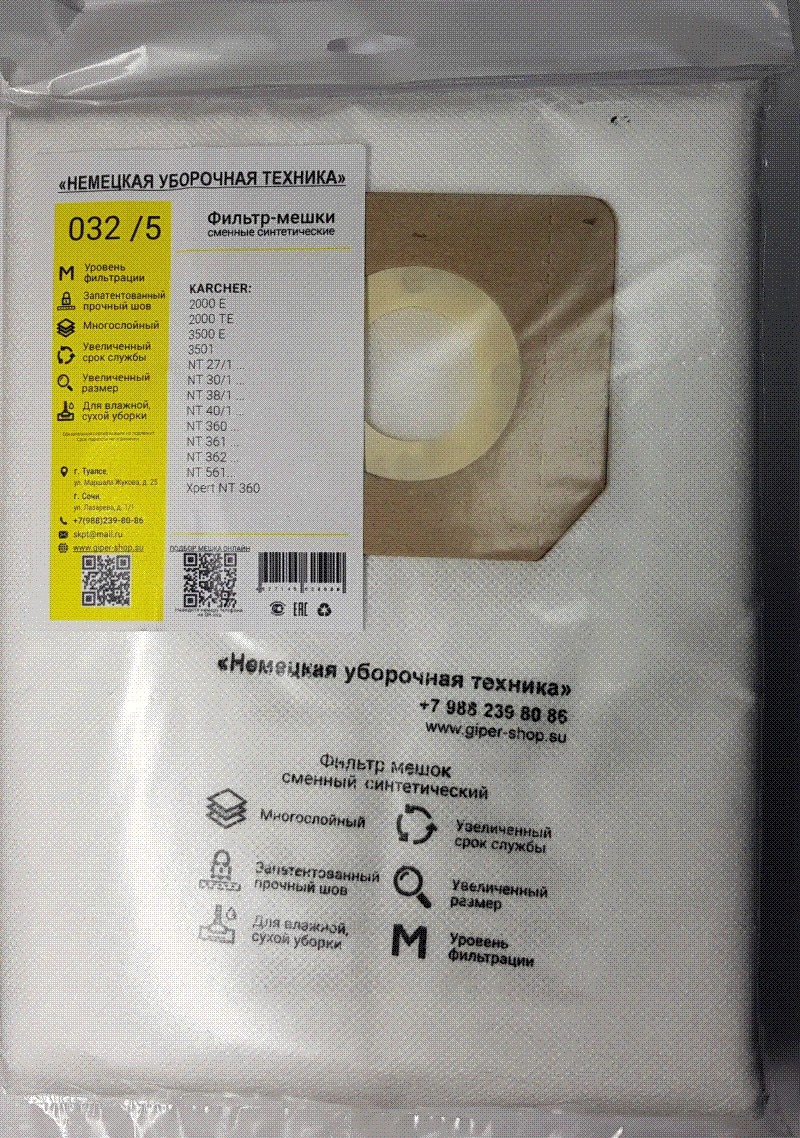 «НЕМЕЦКАЯ УБОРОЧНАЯ ТЕХНИКА»
032 /5
Фильтр-мешки
сменные синтетические
М Уровень
фильтрации
Запатентованный
прочный шов
Многослойный
Увеличенный
срок службы
Увеличенный
размер
Для влажной,
сухой уборки
KARCHER:
2000 E
2000 TE
3500 E
3501
NT 27/1 ...
NT 30/1 ...
NT 38/1 ...
NT 40/1 ...
NT 360 ...
NT 361 ...
NT 362 ...
NT 561...
Xpert NT 360
г. Туапсе,
ул. Маршала Жукова, д. 25
г. Сочи,
ул. Лазарева, д. 1/1
+7(988)239-80-86
skpt@mail.ru
www.giper-shop.su
ПОДБОР МЕШКА ОНЛАЙН
EAC
«Немецкая уборочная техника»
+7 988 239 80 86
www.giper-shop.su
Фильтр мешок
сменный синтетический
Многослойный
Увеличенный
срок службы
Запатентованный
прочный шов
Увеличенный
размер
Для влажной,
сухой уборки
М Уровень
фильтрации